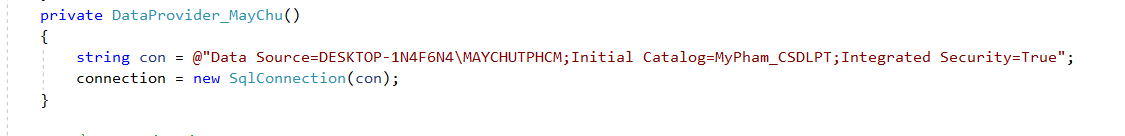 private DataProvider_MayChu()
{
string con = @"Data Source=DESKTOP-1N4F6N4\MAYCHUTPHCM;Initial Catalog=MyPham_CSDLPT;Integrated Security=True";
connection = new SqlConnection(con);
}